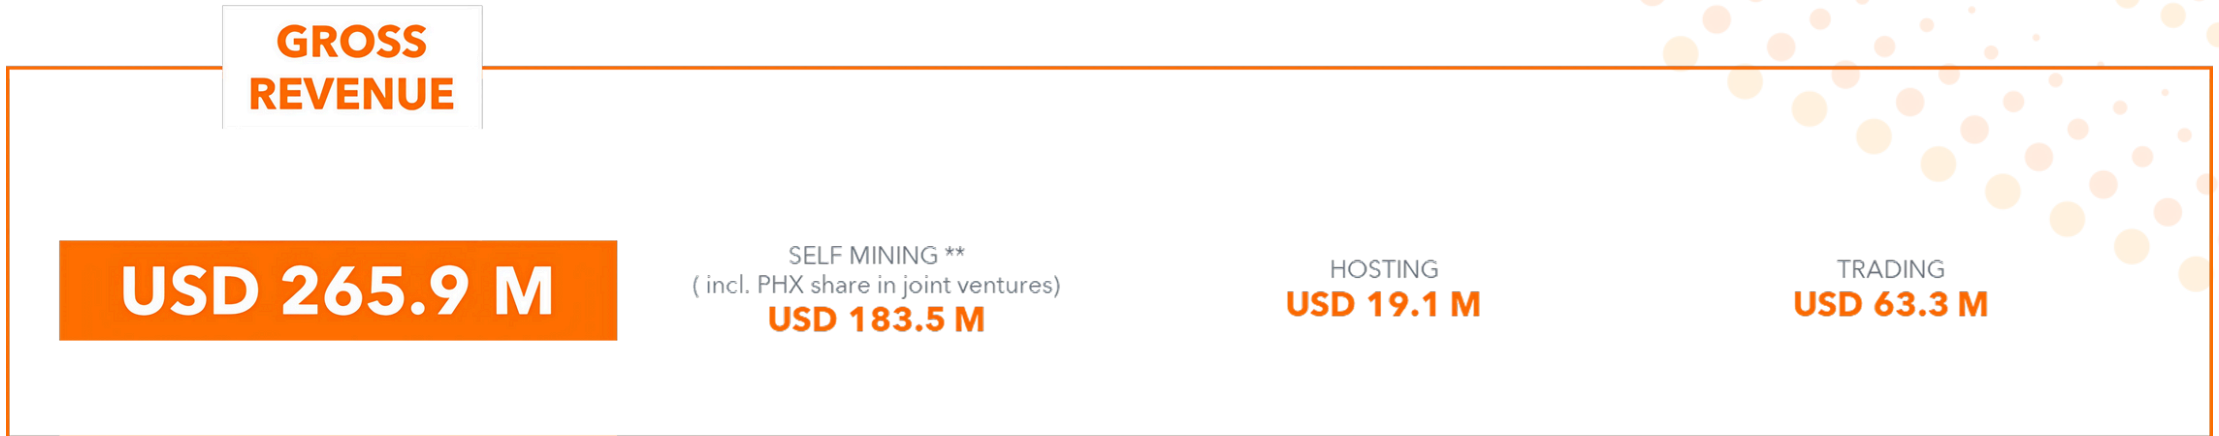 GROSS
REVENUE
USD 265.9 M
SELF MINING **
( incl. PHX share in joint ventures)
USD 183.5 M
HOSTING
USD 19.1 M
TRADING
USD 63.3 M